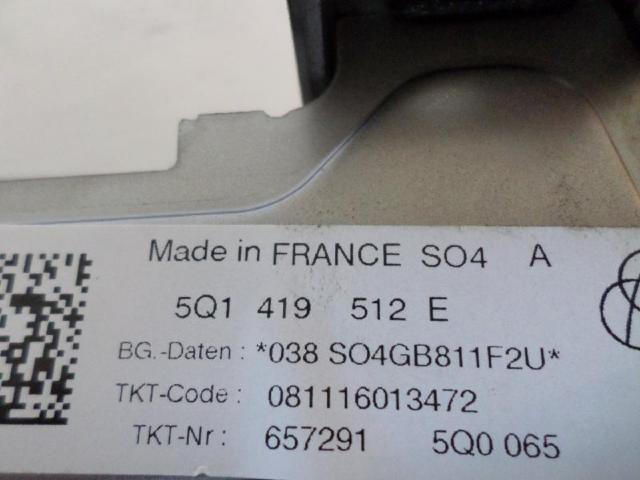 Made in FRANCE SO4 A
5Q1 419 512 E
BG.-Daten : *038 SO4GB811F2U*
TKT-Code : 081116013472
TKT-Nr : 657291 5Q0 065